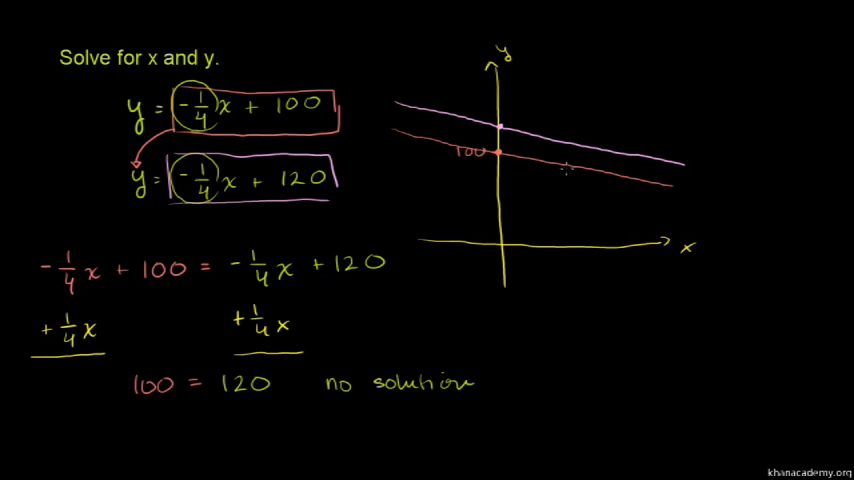 Solve for x and y.
y = -1/4 x + 100
y = -1/4 x + 120
-1/4 x + 100 = -1/4 x + 120
+1/4 x +1/4 x
100 = 120 no solution
y
100
x
khanacademy.org